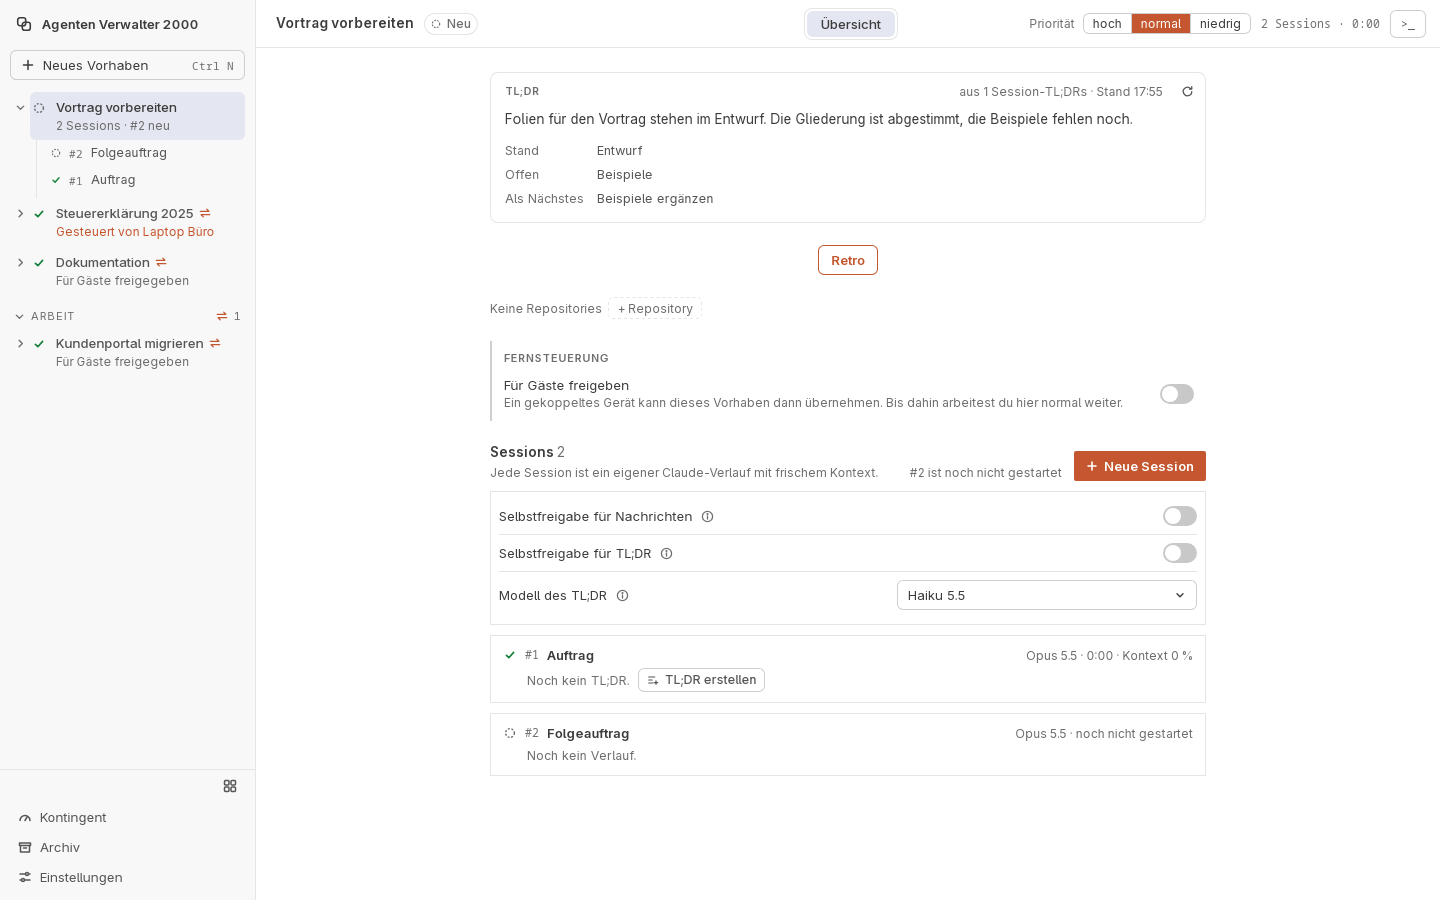 Agenten Verwalter 2000
Neues Vorhaben Ctrl N
Vortrag vorbereiten
2 Sessions · #2 neu
#2 Folgeauftrag
#1 Auftrag
Steuererklärung 2025
Gesteuert von Laptop Büro
Dokumentation
Für Gäste freigegeben
ARBEIT 1
Kundenportal migrieren
Für Gäste freigegeben
Kontingent
Archiv
Einstellungen
Vortrag vorbereiten Neu Übersicht Priorität hoch normal niedrig 2 Sessions · 0:00 >_
TL;DR aus 1 Session-TL;DRs · Stand 17:55
Folien für den Vortrag stehen im Entwurf. Die Gliederung ist abgestimmt, die Beispiele fehlen noch.
Stand Entwurf
Offen Beispiele
Als Nächstes Beispiele ergänzen
Retro
Keine Repositories + Repository
FERNSTEUERUNG
Für Gäste freigeben
Ein gekoppeltes Gerät kann dieses Vorhaben dann übernehmen. Bis dahin arbeitest du hier normal weiter.
Sessions 2
Jede Session ist ein eigener Claude-Verlauf mit frischem Kontext. #2 ist noch nicht gestartet Neue Session
Selbstfreigabe für Nachrichten
Selbstfreigabe für TL;DR
Modell des TL;DR Haiku 5.5
#1 Auftrag Opus 5.5 · 0:00 · Kontext 0 %
Noch kein TL;DR. TL;DR erstellen
#2 Folgeauftrag Opus 5.5 · noch nicht gestartet
Noch kein Verlauf.